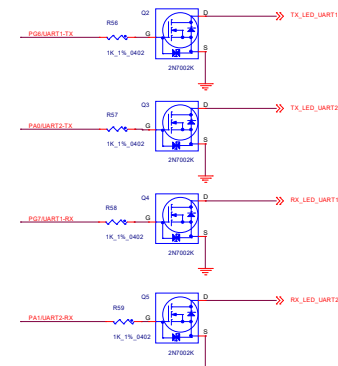 Q2
D
TX_LED_UART1
R56
PG6/UART1-TX
G
S
1K_1%_0402
2N7002K
Q3
D
TX_LED_UART2
R57
PA0/UART2-TX
G
S
1K_1%_0402
2N7002K
Q4
D
RX_LED_UART1
R58
PG7/UART1-RX
G
S
1K_1%_0402
2N7002K
Q5
D
RX_LED_UART2
R59
PA1/UART2-RX
G
S
1K_1%_0402
2N7002K